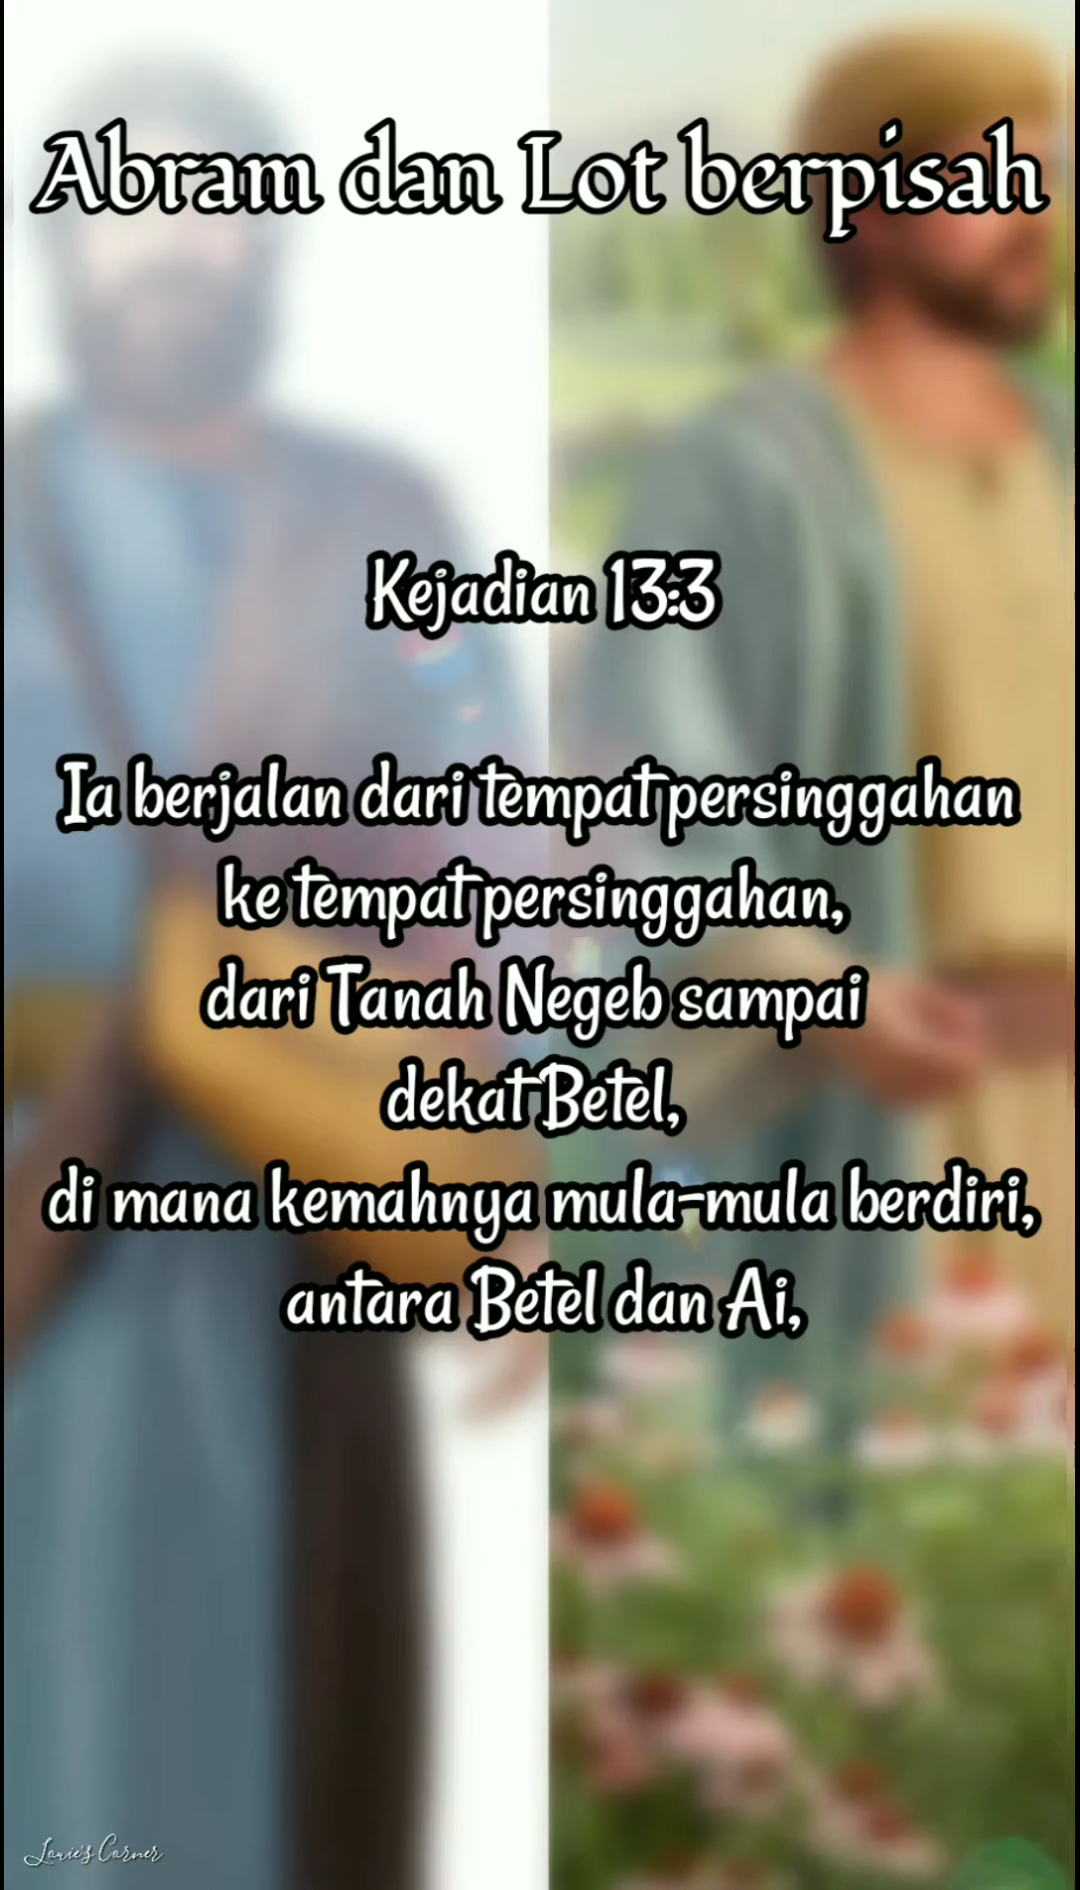 Abram dan Lot berpisah
Kejadian 13:3
Ia berjalan dari tempat persinggahan
ke tempat persinggahan,
dari Tanah Negeb sampai
dekat Betel,
di mana kemahnya mula-mula berdiri,
antara Betel dan Ai,
Louie's Corner